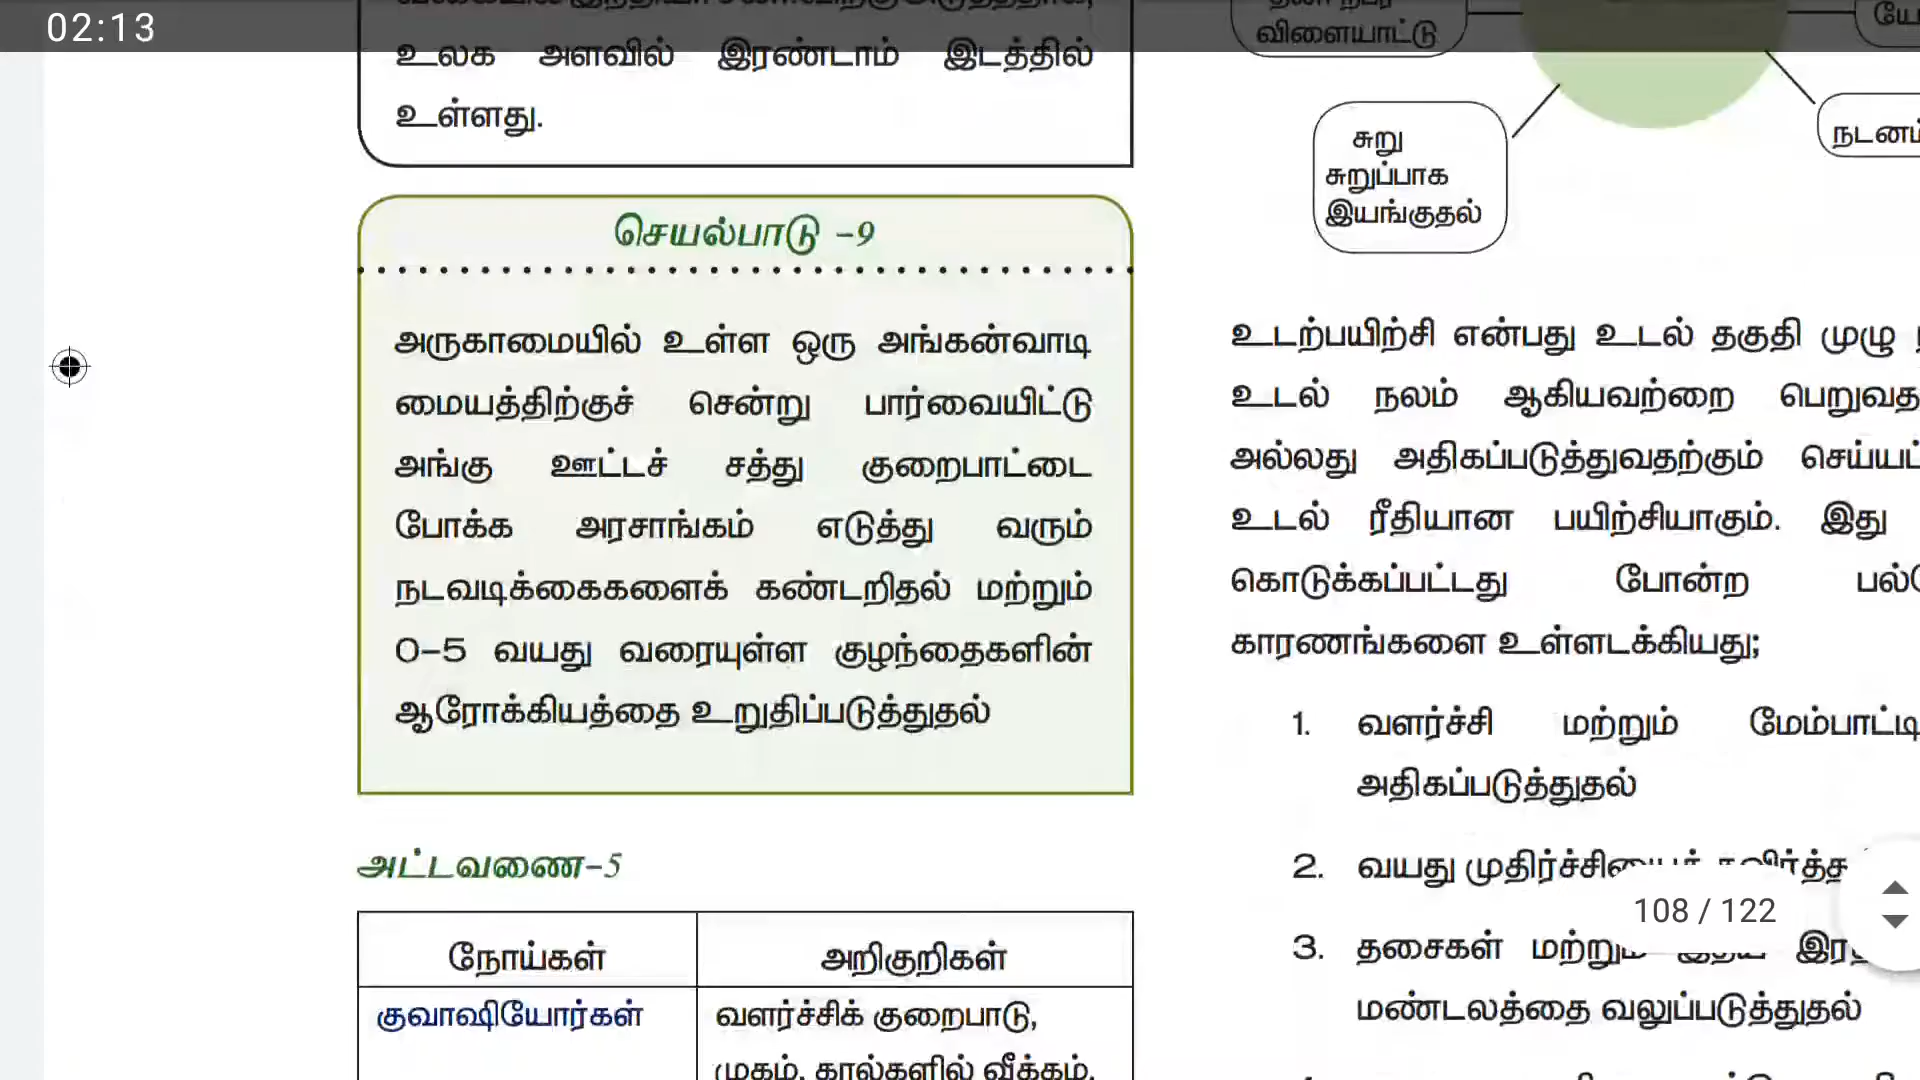 02:13
உலக அளவில் இரண்டாம் இடத்தில்
உள்ளது.
செயல்பாடு -9
அருகாமையில் உள்ள ஒரு அங்கன்வாடி
மையத்திற்குச் சென்று பார்வையிட்டு
அங்கு ஊட்டச் சத்து குறைபாட்டை
போக்க அரசாங்கம் எடுத்து வரும்
நடவடிக்கைகளைக் கண்டறிதல் மற்றும்
0-5 வயது வரையுள்ள குழந்தைகளின்
ஆரோக்கியத்தை உறுதிப்படுத்துதல்
அட்டவணை-5
நோய்கள் அறிகுறிகள்
குவாஷியோர்கள் வளர்ச்சிக் குறைபாடு,
முகம், கால்களில் வீக்கம்,
விளையாட்டு
சுறு
சுறுப்பாக
இயங்குதல்
நடனம்
உடற்பயிற்சி என்பது உடல் தகுதி முழு
உடல் நலம் ஆகியவற்றை
அல்லது அதிகப்படுத்துவதற்கும்
உடல் ரீதியான பயிற்சியாகும். இது
கொடுக்கப்பட்டது போன்ற
காரணங்களை உள்ளடக்கியது;
1. வளர்ச்சி மற்றும்
அதிகப்படுத்துதல்
2. வயது
3. தசைகள்
மண்டலத்தை வலுப்படுத்துதல்
108 / 122